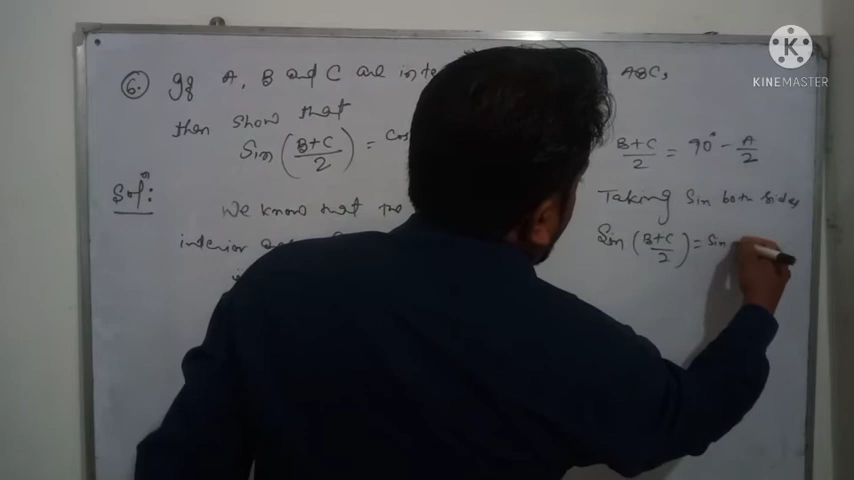 6. If A, B and C are inte ABC,
then show that
Sin (B+C/2) = cos
Solⁿ:
We know that the
interior
B+C/2 = 90° - A/2
Taking Sin both sides
Sin (B+C/2) = Sin
KINEMASTER